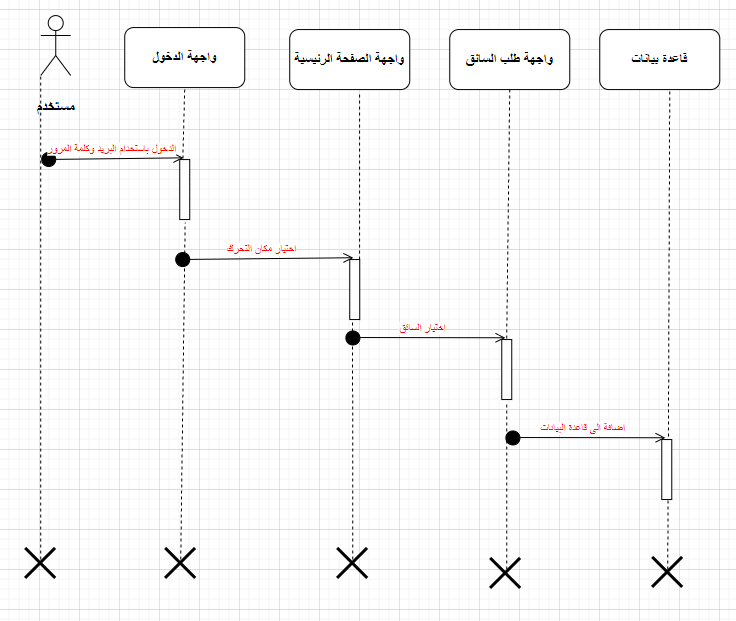 واجهة الدخول
واجهة الصفحة الرئيسية
واجهة طلب السائق
قاعدة بيانات
مستخدم
الدخول باستخدام البريد وكلمة المرور
اختيار مكان التحرك
اختيار السائق
اضافة الى قاعدة البيانات